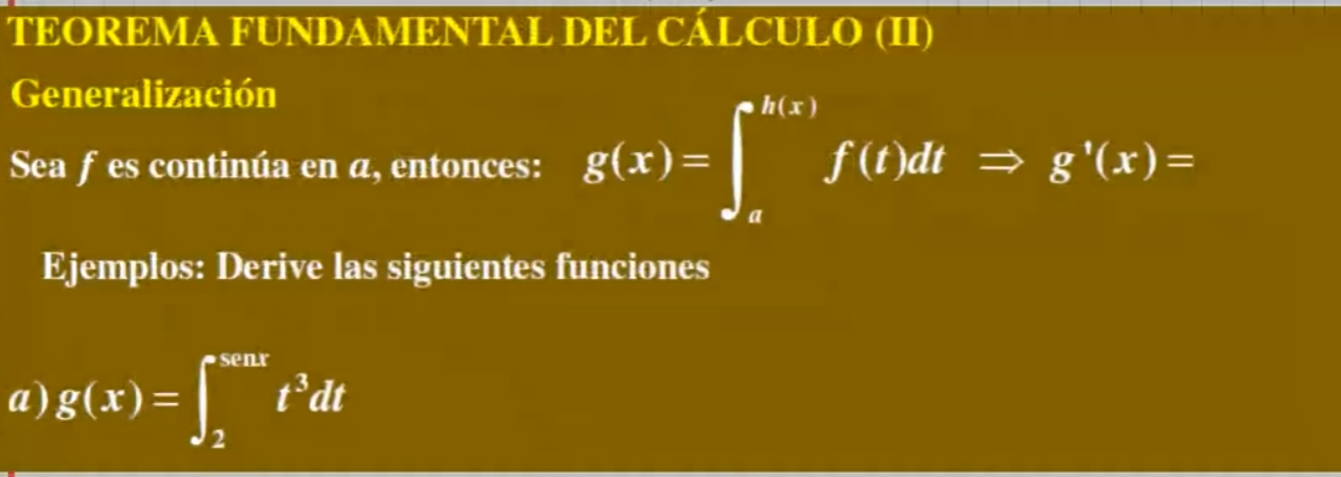 TEOREMA FUNDAMENTAL DEL CÁLCULO (II)
Generalización
Sea f es continúa en a, entonces: g(x) = ∫_a^{h(x)} f(t)dt ⇒ g'(x) =
Ejemplos: Derive las siguientes funciones
a) g(x) = ∫_2^{senx} t³dt